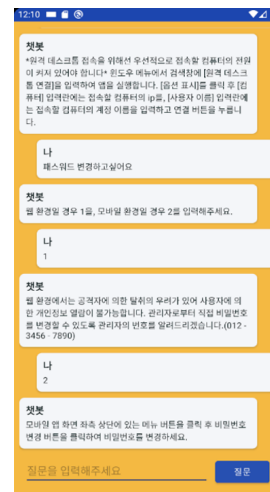 12:10
챗봇
*원격 데스크톱 접속을 위해선 우선적으로 접속할 컴퓨터의 전원
이 켜져 있어야 합니다* 윈도우 메뉴에서 검색창에 [원격 데스크
톱 연결]을 입력하여 앱을 실행합니다. [옵션 표시]를 클릭 후 [컴
퓨터] 입력란에는 접속할 컴퓨터의 ip를, [사용자 이름] 입력란에
는 접속할 컴퓨터의 계정 이름을 입력하고 연결 버튼을 누릅니
다.
나
패스워드 변경하고싶어요
챗봇
웹 환경일 경우 1을, 모바일 환경일 경우 2를 입력해주세요.
나
1
챗봇
웹 환경에서는 공격자에 의한 탈취의 우려가 있어 사용자에 의
한 개인정보 열람이 불가능합니다. 관리자로부터 직접 비밀번호
를 변경할 수 있도록 관리자의 번호를 알려드리겠습니다.(012 -
3456 - 7890)
나
2
챗봇
모바일 앱 화면 좌측 상단에 있는 메뉴 버튼을 클릭 후 비밀번호
변경 버튼을 클릭하여 비밀번호를 변경하세요.
질문을 입력해주세요
질문